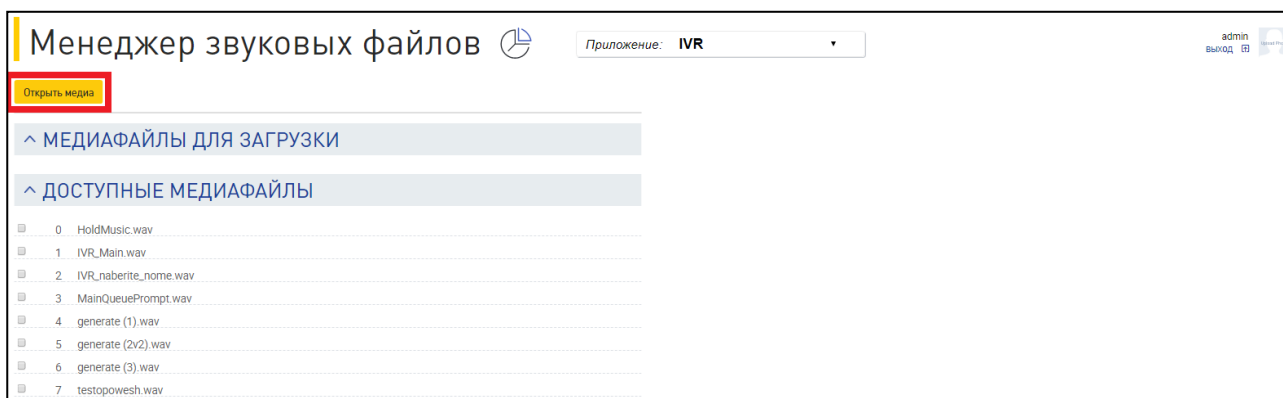 Менеджер звуковых файлов
Приложение: IVR
admin
выход
Открыть медиа
МЕДИАФАЙЛЫ ДЛЯ ЗАГРУЗКИ
ДОСТУПНЫЕ МЕДИАФАЙЛЫ
0 HoldMusic.wav
1 IVR_Main.wav
2 IVR_naberite_nome.wav
3 MainQueuePrompt.wav
4 generate (1).wav
5 generate (2v2).wav
6 generate (3).wav
7 testopowesh.wav